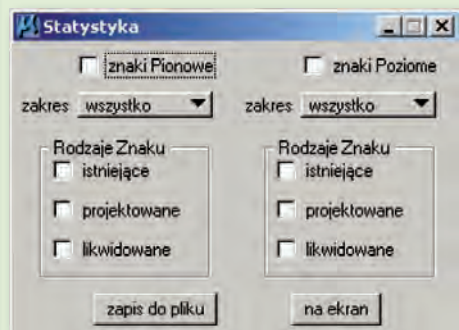 Statystyka
znaki Pionowe znaki Poziome
zakres wszystko zakres wszystko
Rodzaje Znaku Rodzaje Znaku
istniejące istniejące
projektowane projektowane
likwidowane likwidowane
zapis do pliku na ekran